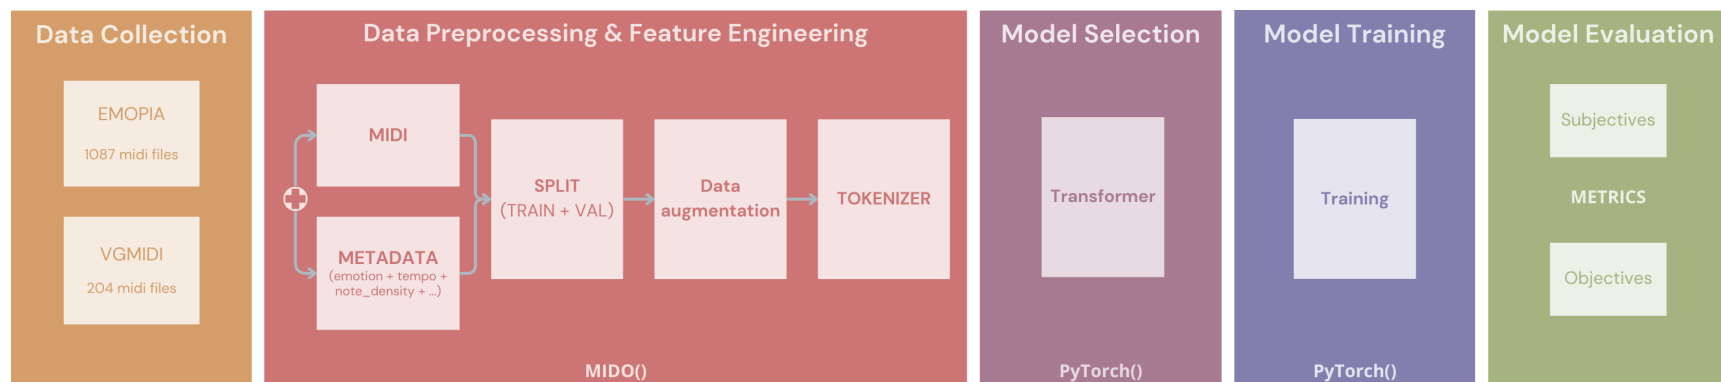 Data Collection
EMOPIA
1087 midi files
VGMIDI
204 midi files
Data Preprocessing & Feature Engineering
MIDI
METADATA
(emotion + tempo +
note_density + ...)
SPLIT
(TRAIN + VAL)
Data
augmentation
TOKENIZER
MIDO()
Model Selection
Transformer
PyTorch()
Model Training
Training
PyTorch()
Model Evaluation
Subjectives
METRICS
Objectives